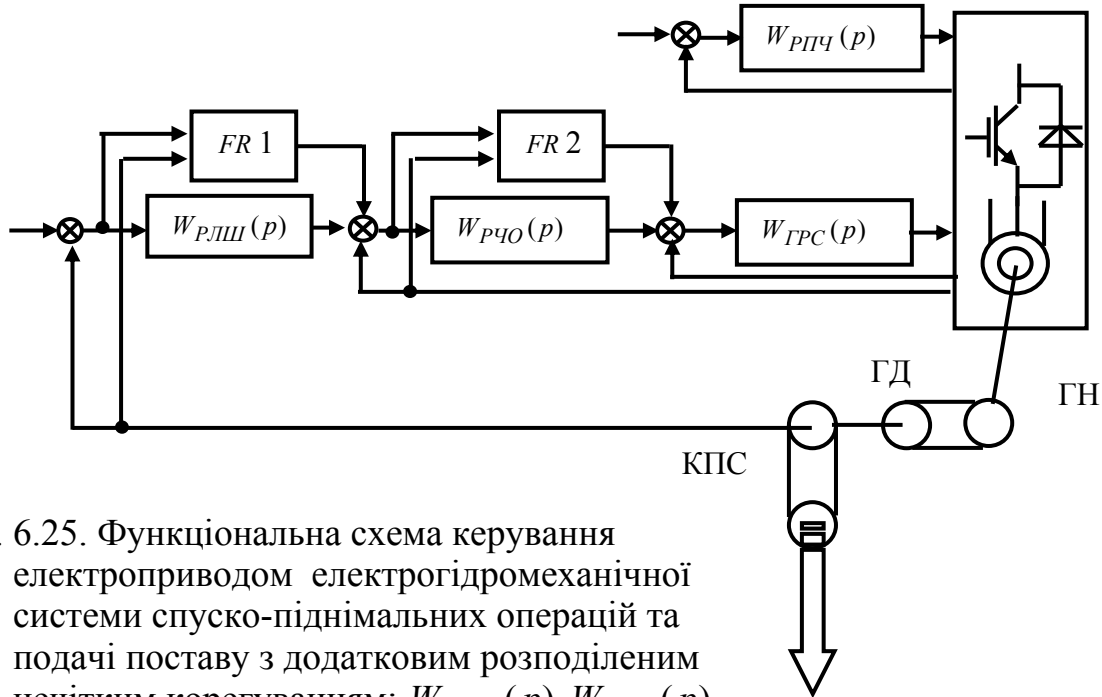 W_РПЧ (p)
FR 1
FR 2
W_РЛШ (p)
W_РЧО (p)
W_ГРС (p)
ГД
ГН
КПС
6.25. Функціональна схема керування
електроприводом електрогідромеханічної
системи спуско-піднімальних операцій та
подачі поставу з додатковим розподіленим